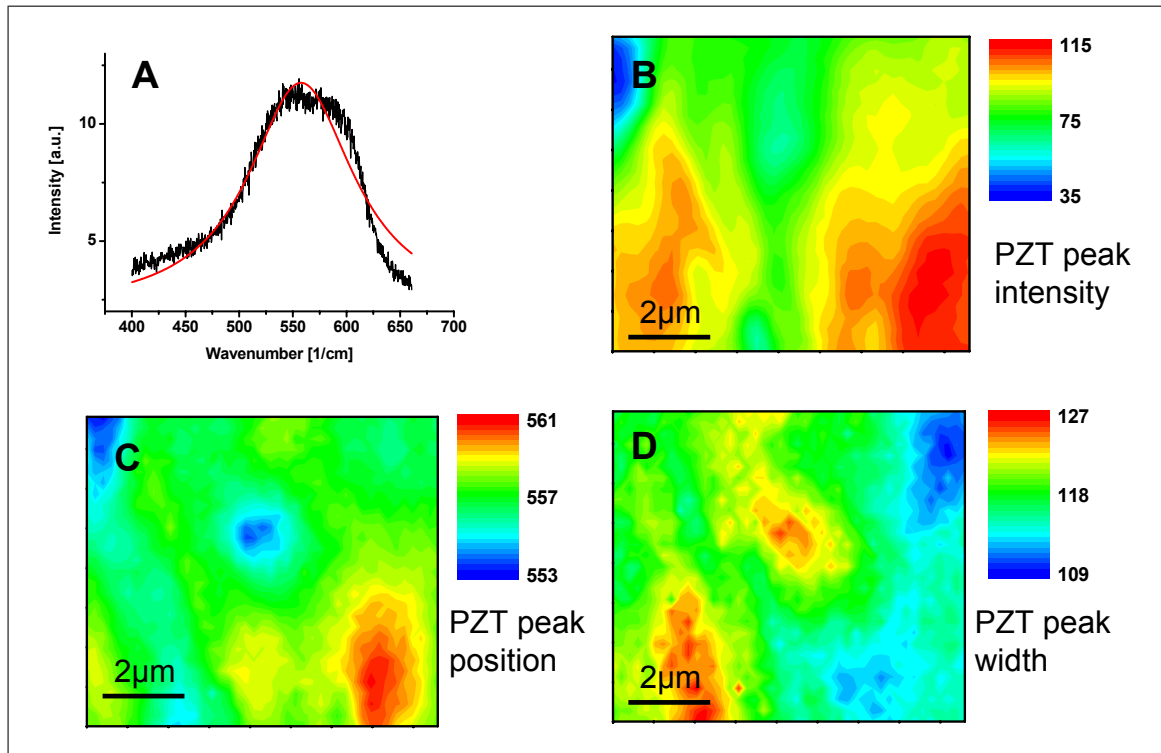 A
Intensity [a.u.]
10
5
400 450 500 550 600 650 700
Wavenumber [1/cm]
B
2µm
115
75
35
PZT peak
intensity
C
2µm
561
557
553
PZT peak
position
D
2µm
127
118
109
PZT peak
width